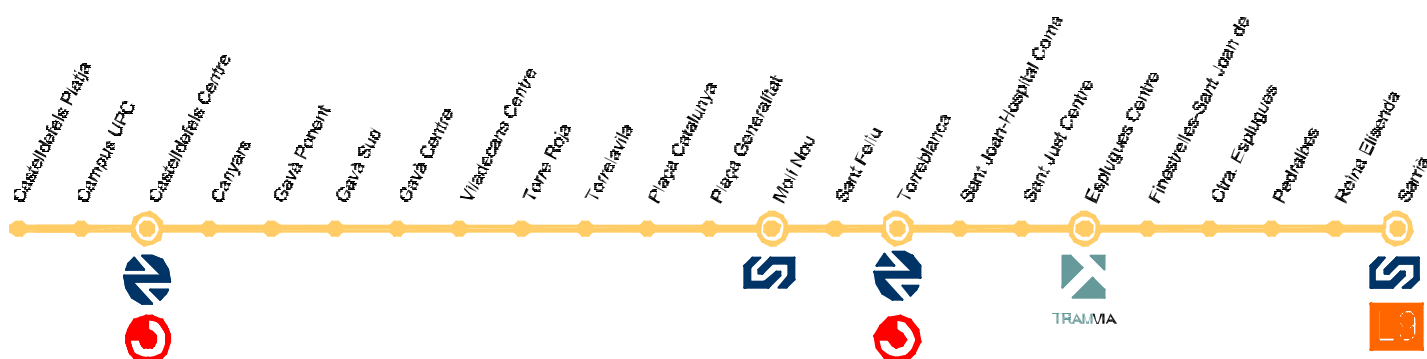 Castelldefels Platja
Campus UPC
Castelldefels Centre
Canyars
Gavà Ponent
Gavà Sud
Gavà Centre
Viladecans Centre
Torre Roja
Torrelavila
Plaça Catalunya
Plaça Generalitat
Molí Nou
Sant Feliu
Torreblanca
Sant Joan-Hospital Coma
Sant Just Centre
Esplugues Centre
Finestrelles-Sant Joan de
Ctra. Esplugues
Pedralbes
Reina Elisenda
Sarrià
TRAMVIA